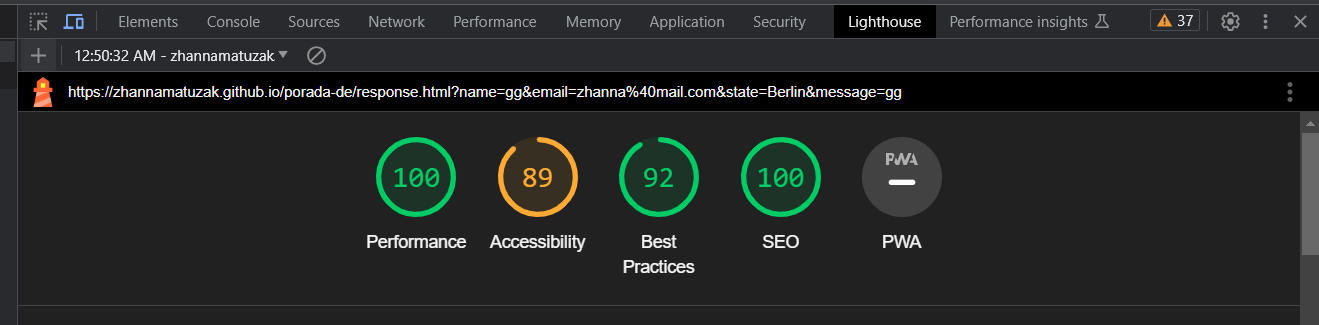 Elements Console Sources Network Performance Memory Application Security Lighthouse Performance insights 37
12:50:32 AM - zhannamatuzak
https://zhannamatuzak.github.io/porada-de/response.html?name=gg&email=zhanna%40mail.com&state=Berlin&message=gg
100 89 92 100 PWA
Performance Accessibility Best Practices SEO PWA